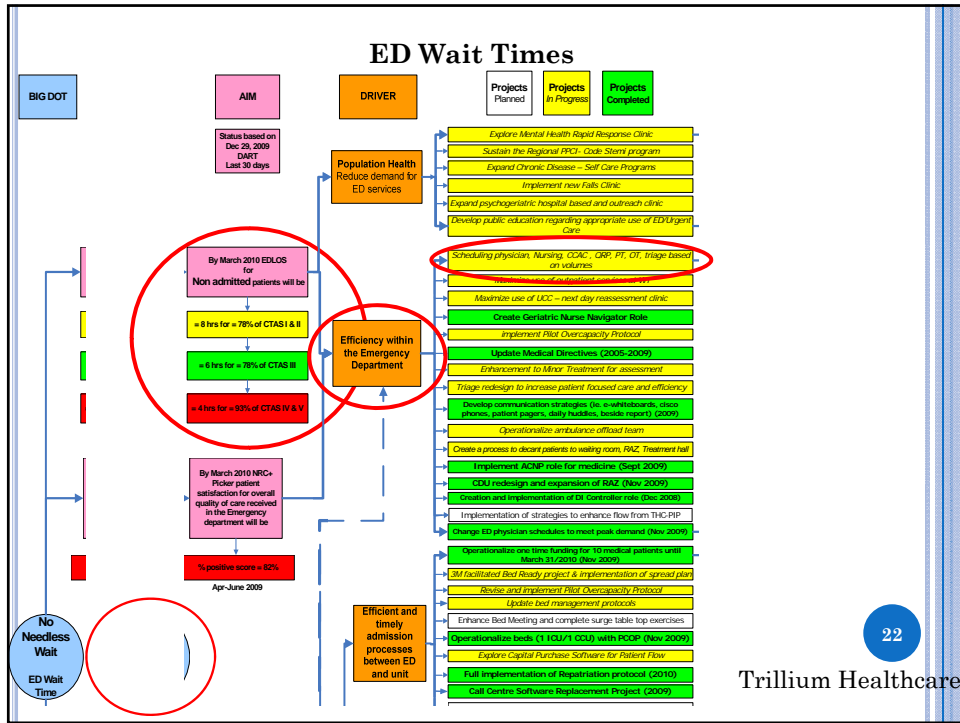 ED Wait Times
BIG DOT
AIM
DRIVER
Projects
Planned
Projects
In Progress
Projects
Completed
Status based on
Dec 29, 2009
DART
Last 30 days
Population Health
Reduce demand for
ED services
Explore Mental Health Rapid Response Clinic
Sustain the Regional PPCI- Code Stemi program
Expand Chronic Disease – Self Care Programs
Implement new Falls Clinic
Expand psychogeriatric hospital based and outreach clinic
Develop public education regarding appropriate use of ED/Urgent
Care
By March 2010 EDLOS
for
Non admitted patients will be
= 8 hrs for = 78% of CTAS I & II
= 6 hrs for = 78% of CTAS III
= 4 hrs for = 93% of CTAS IV & V
Efficiency within
the Emergency
Department
Scheduling physician, Nursing, CCAC , QRP, PT, OT, triage based
on volumes
Maximize use of outpatient services at
Maximize use of UCC – next day reassessment clinic
Create Geriatric Nurse Navigator Role
implement Pilot Overcapacity Protocol
Update Medical Directives (2005-2009)
Enhancement to Minor Treatment for assessment
Triage redesign to increase patient focused care and efficiency
Develop communication strategies (ie. e-whiteboards, cisco
phones, patient pagers, daily huddles, beside report) (2009)
Operationalize ambulance offload team
Create a process to decant patients to waiting room, RAZ, Treatment hall
Implement ACNP role for medicine (Sept 2009)
CDU redesign and expansion of RAZ (Nov 2009)
Creation and implementation of DI Controller role (Dec 2008)
Implementation of strategies to enhance flow from THC-PIP
Change ED physician schedules to meet peak demand (Nov 2009)
By March 2010 NRC+
Picker patient
satisfaction for overall
quality of care received
in the Emergency
department will be
% positive score = 82%
Apr-June 2009
Efficient and
timely
admission
processes
between ED
and unit
Operationalize one time funding for 10 medical patients until
March 31/2010 (Nov 2009)
3M facilitated Bed Ready project & implementation of spread plan
Revise and implement Pilot Overcapacity Protocol
Update bed management protocols
Enhance Bed Meeting and complete surge table top exercises
Operationalize beds (1 ICU/1 CCU) with PCOP (Nov 2009)
Explore Capital Purchase Software for Patient Flow
Full implementation of Repatriation protocol (2010)
Call Centre Software Replacement Project (2009)
No
Needless
Wait
ED Wait
Time
22
Trillium Healthcare